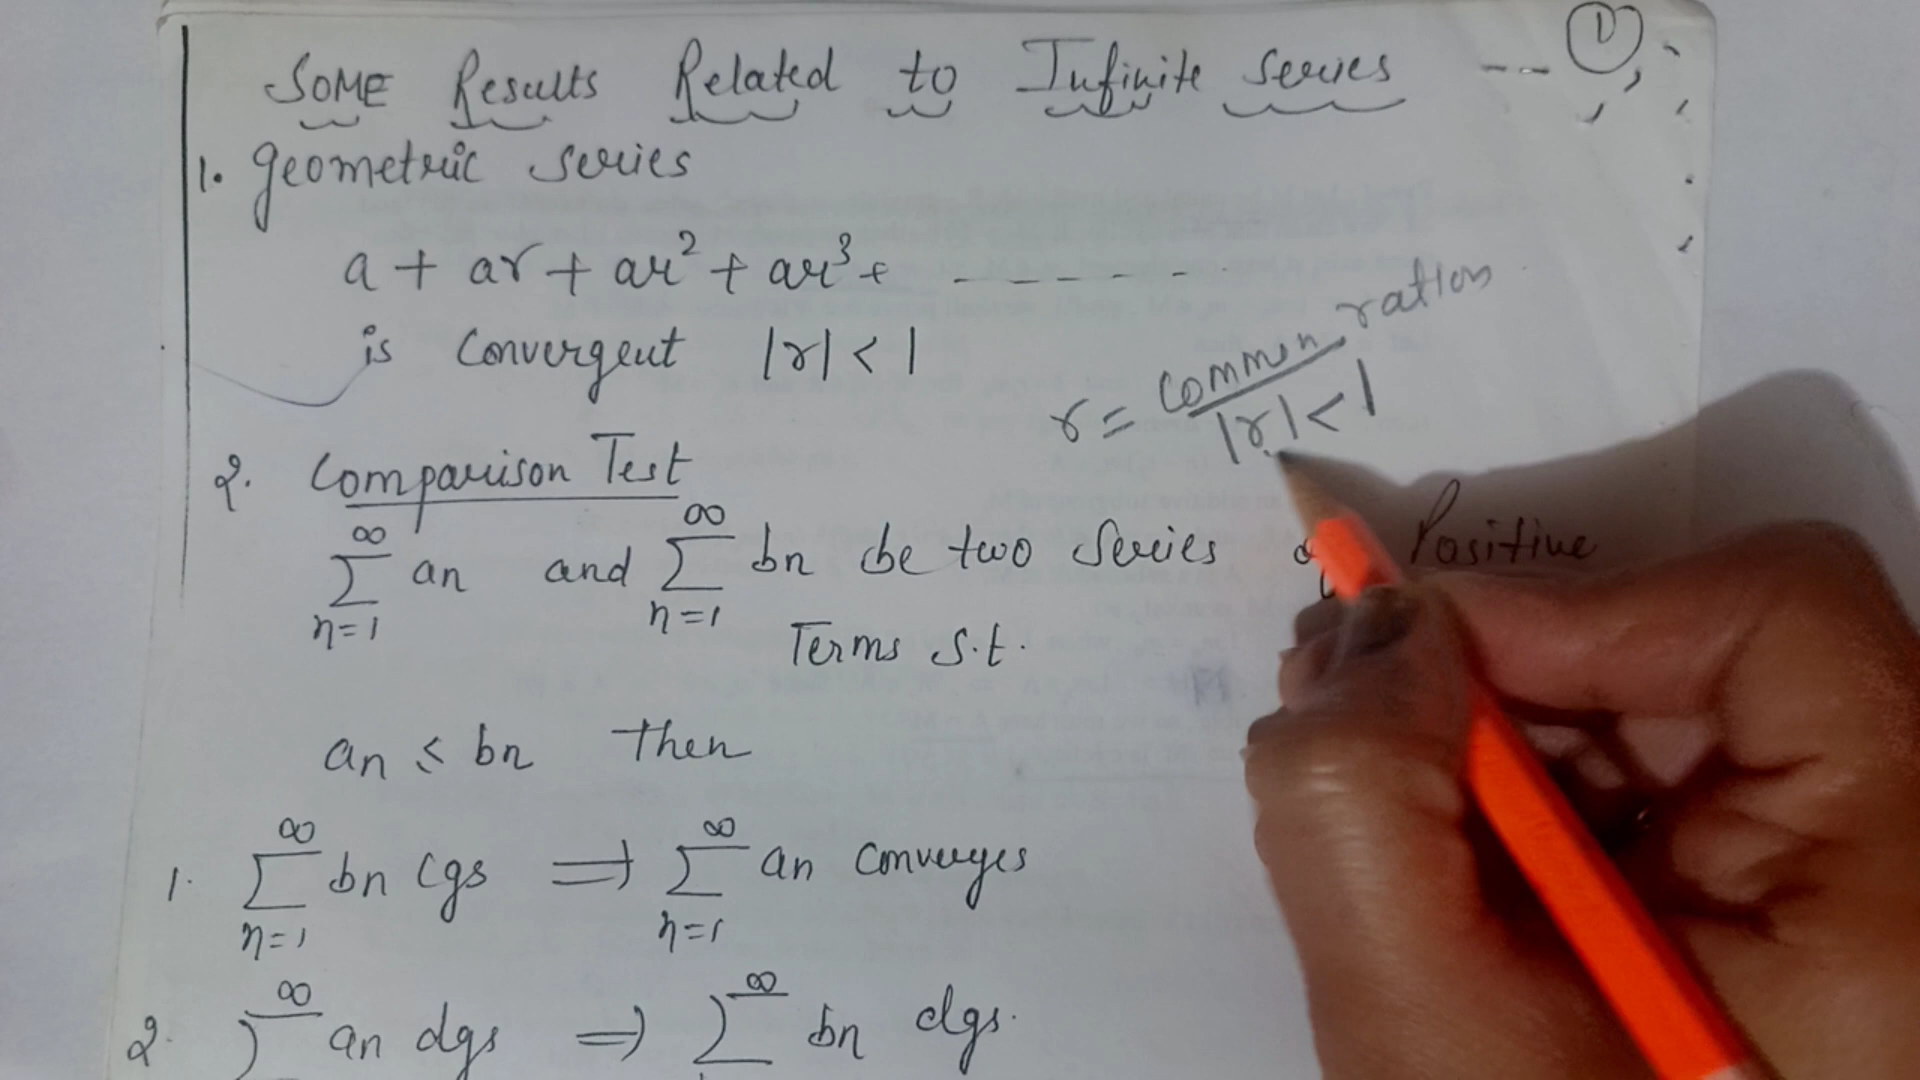 SOME Results Related to Infinite Series -- 1
1. Geometric Series
a + ar + ar² + ar³ + ------
is Convergent |r| < 1
r = common ration
|r| < 1
2. Comparison Test
∞∑n=1 an and ∞∑n=1 bn be two Series of Positive
Terms S.t.
an ≤ bn then
1. ∞∑n=1 bn Cgs ⟹ ∞∑n=1 an Converges
2. ∞∑ an dgs ⟹ ∞∑ bn dgs.